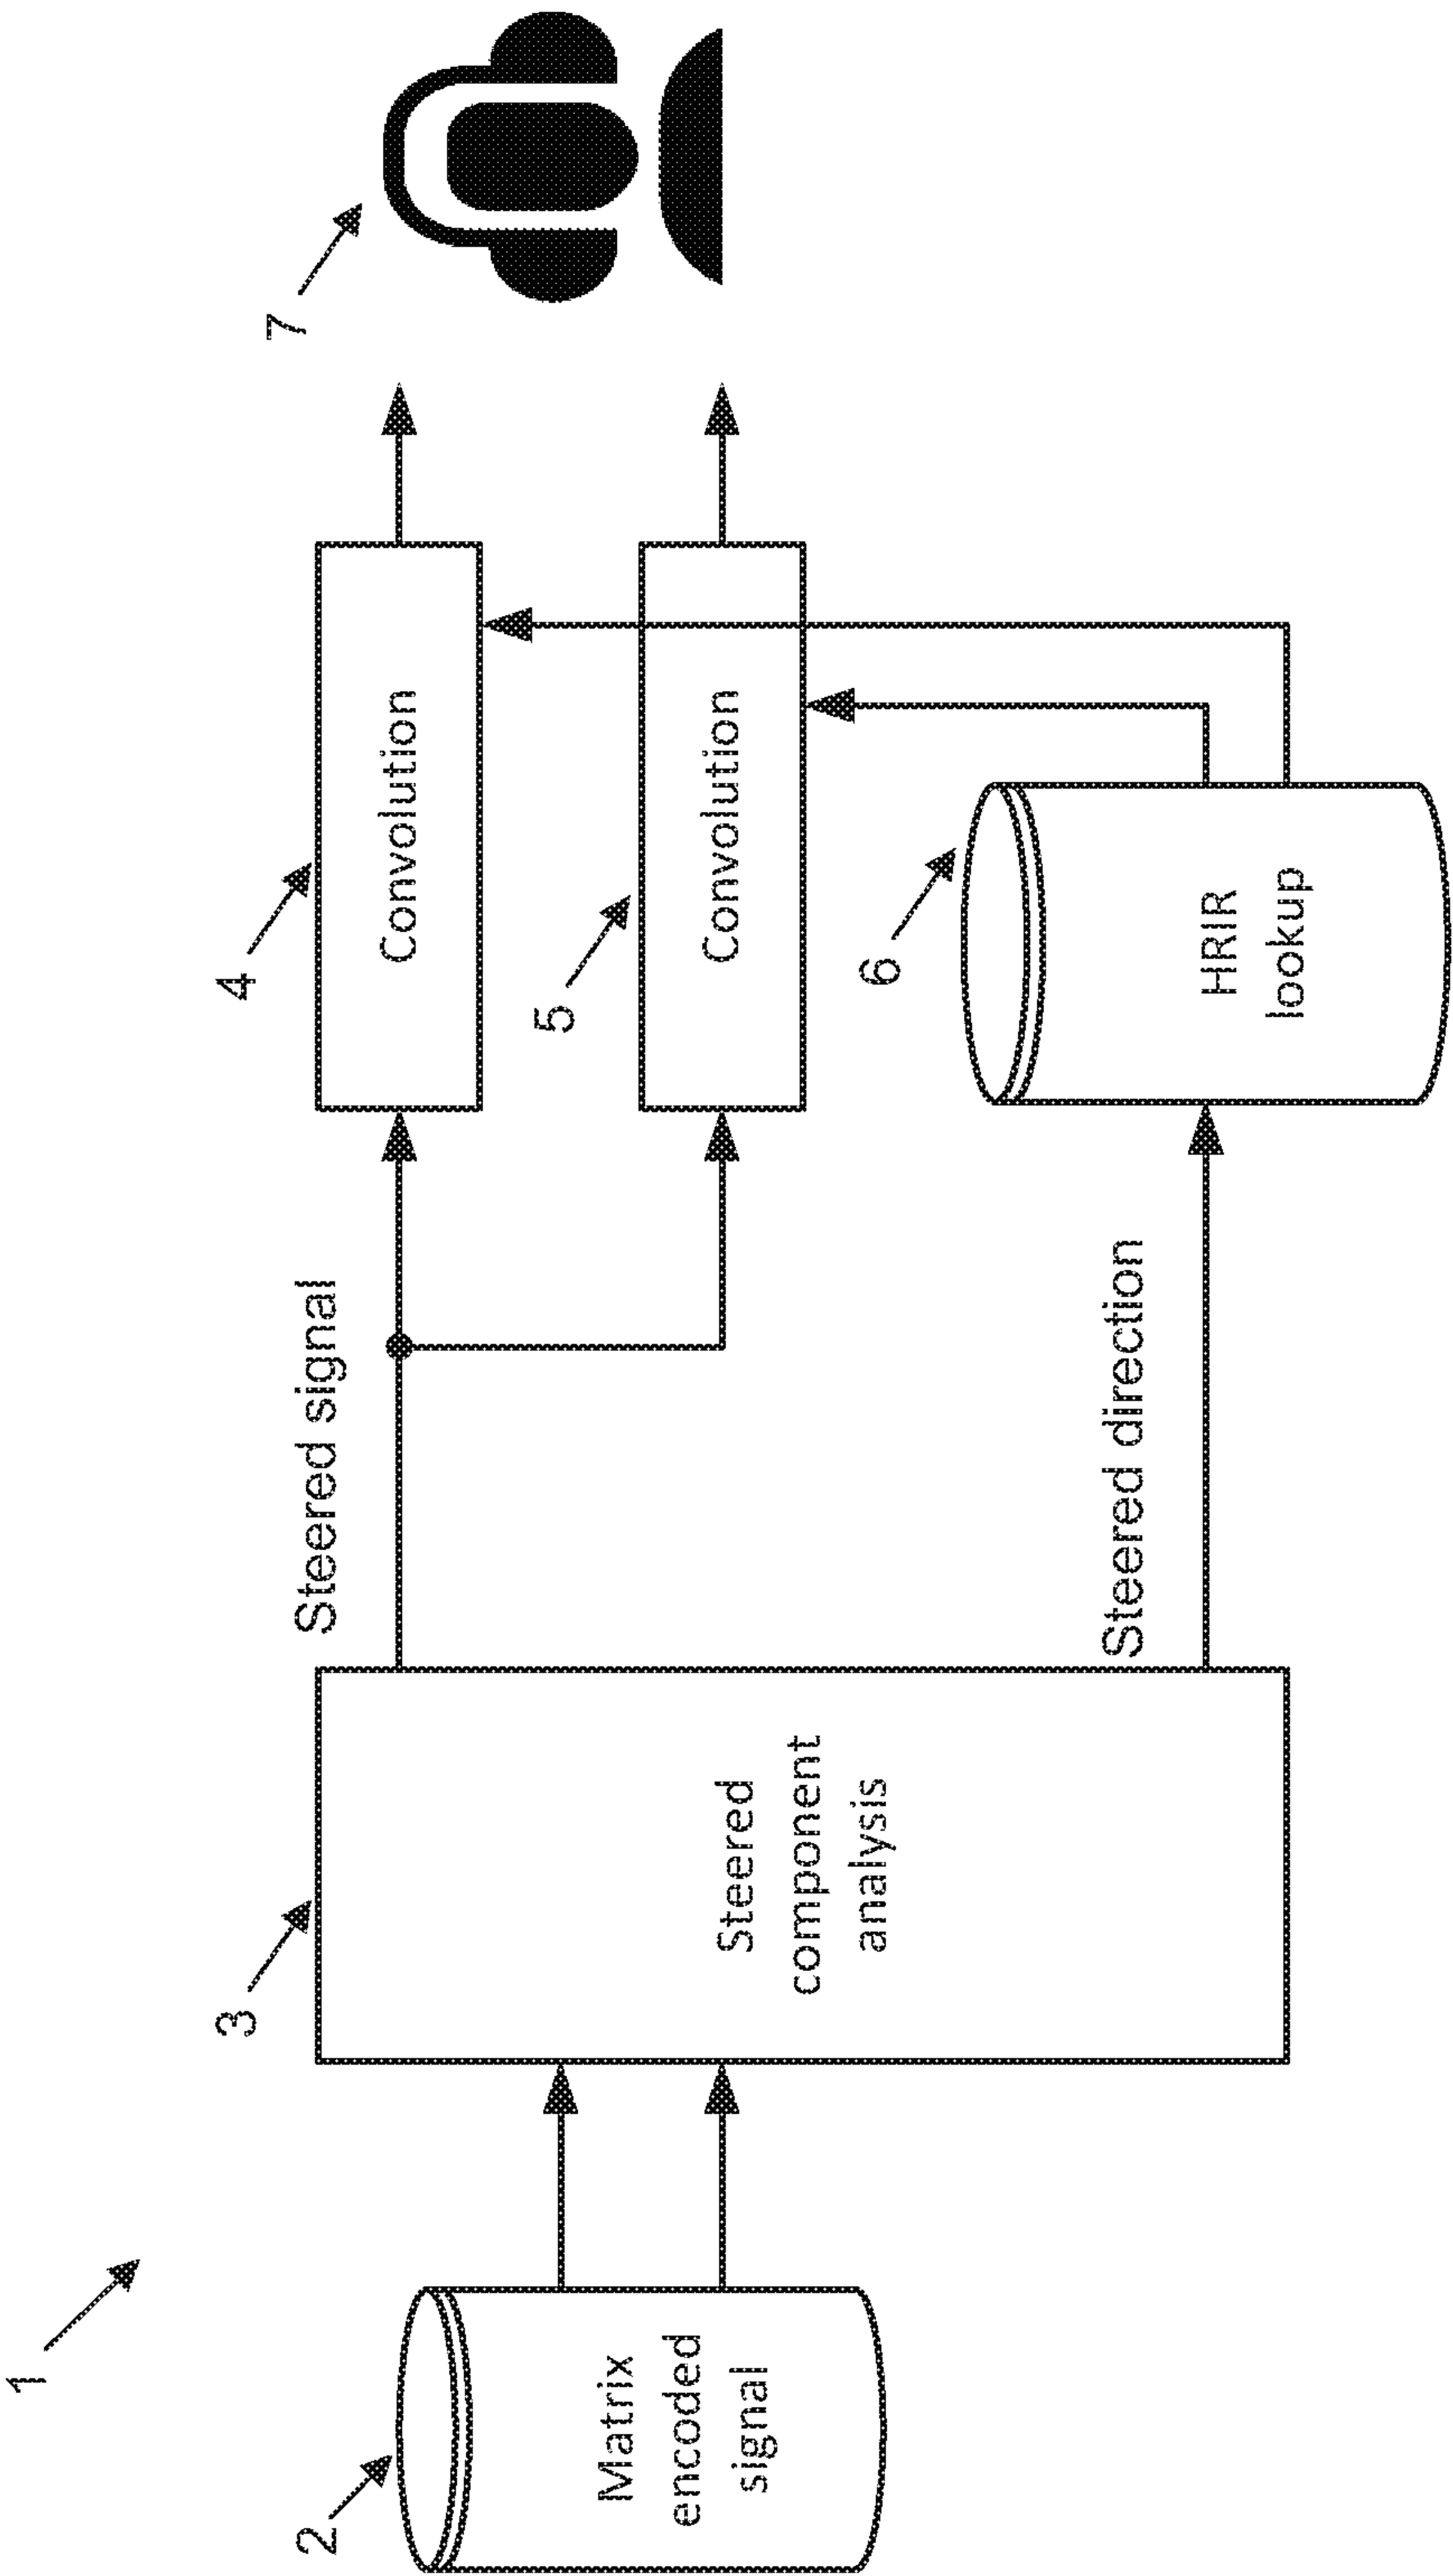 1
2
Matrix
encoded
signal
3
Steered
component
analysis
Steered signal
Steered direction
4
Convolution
5
Convolution
6
HRIR
lookup
7